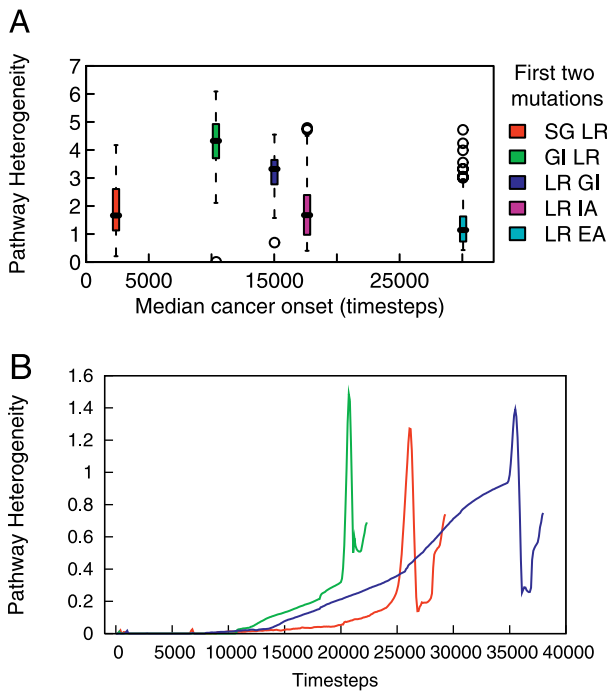 A
Pathway Heterogeneity
7
6
5
4
3
2
1
0
0 5000 15000 25000
Median cancer onset (timesteps)
First two
mutations
SG LR
GI LR
LR GI
LR IA
LR EA
B
Pathway Heterogeneity
1.6
1.4
1.2
1
0.8
0.6
0.4
0.2
0
0 5000 10000 15000 20000 25000 30000 35000 40000
Timesteps